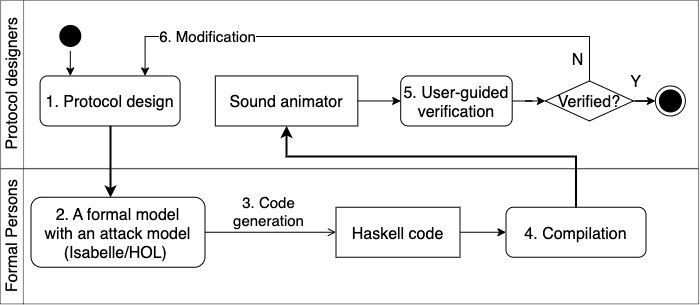 Protocol designers
6. Modification
N
1. Protocol design
Sound animator
5. User-guided
verification
Verified?
Y
Formal Persons
2. A formal model
with an attack model
(Isabelle/HOL)
3. Code
generation
Haskell code
4. Compilation